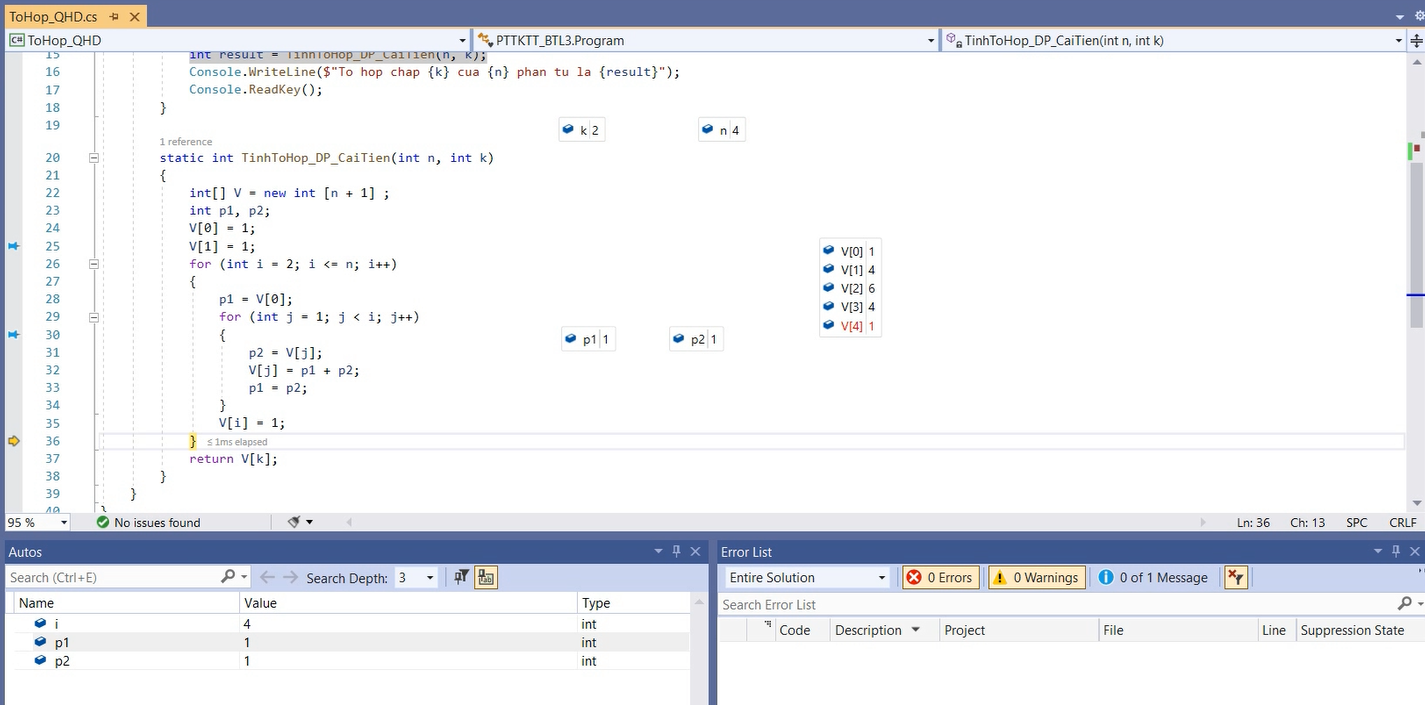 ToHop_QHD.cs
C# ToHop_QHD
PTTKTT_BTL3.Program
TinhToHop_DP_CaiTien(int n, int k)
15 int result = TinhToHop_DP_CaiTien(n, k);
16 Console.WriteLine($"To hop chap {k} cua {n} phan tu la {result}");
17 Console.ReadKey();
18 }
19
k 2
n 4
1 reference
20 static int TinhToHop_DP_CaiTien(int n, int k)
21 {
22 int[] V = new int [n + 1] ;
23 int p1, p2;
24 V[0] = 1;
25 V[1] = 1;
26 for (int i = 2; i <= n; i++)
27 {
28 p1 = V[0];
29 for (int j = 1; j < i; j++)
30 {
31 p2 = V[j];
32 V[j] = p1 + p2;
33 p1 = p2;
34 }
35 V[i] = 1;
36 } ≤ 1ms elapsed
37 return V[k];
38 }
39 }
40 }
V[0] 1
V[1] 4
V[2] 6
V[3] 4
V[4] 1
p1 1
p2 1
95 %
No issues found
Ln: 36
Ch: 13
SPC
CRLF
Autos
Search (Ctrl+E)
Search Depth: 3
Name Value Type
i 4 int
p1 1 int
p2 1 int
Error List
Entire Solution
0 Errors
0 Warnings
0 of 1 Message
Search Error List
Code Description Project File Line Suppression State